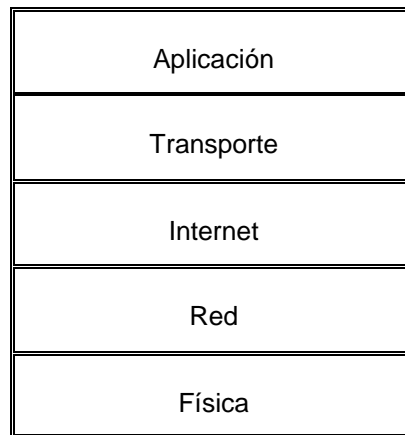 Aplicación
Transporte
Internet
Red
Física